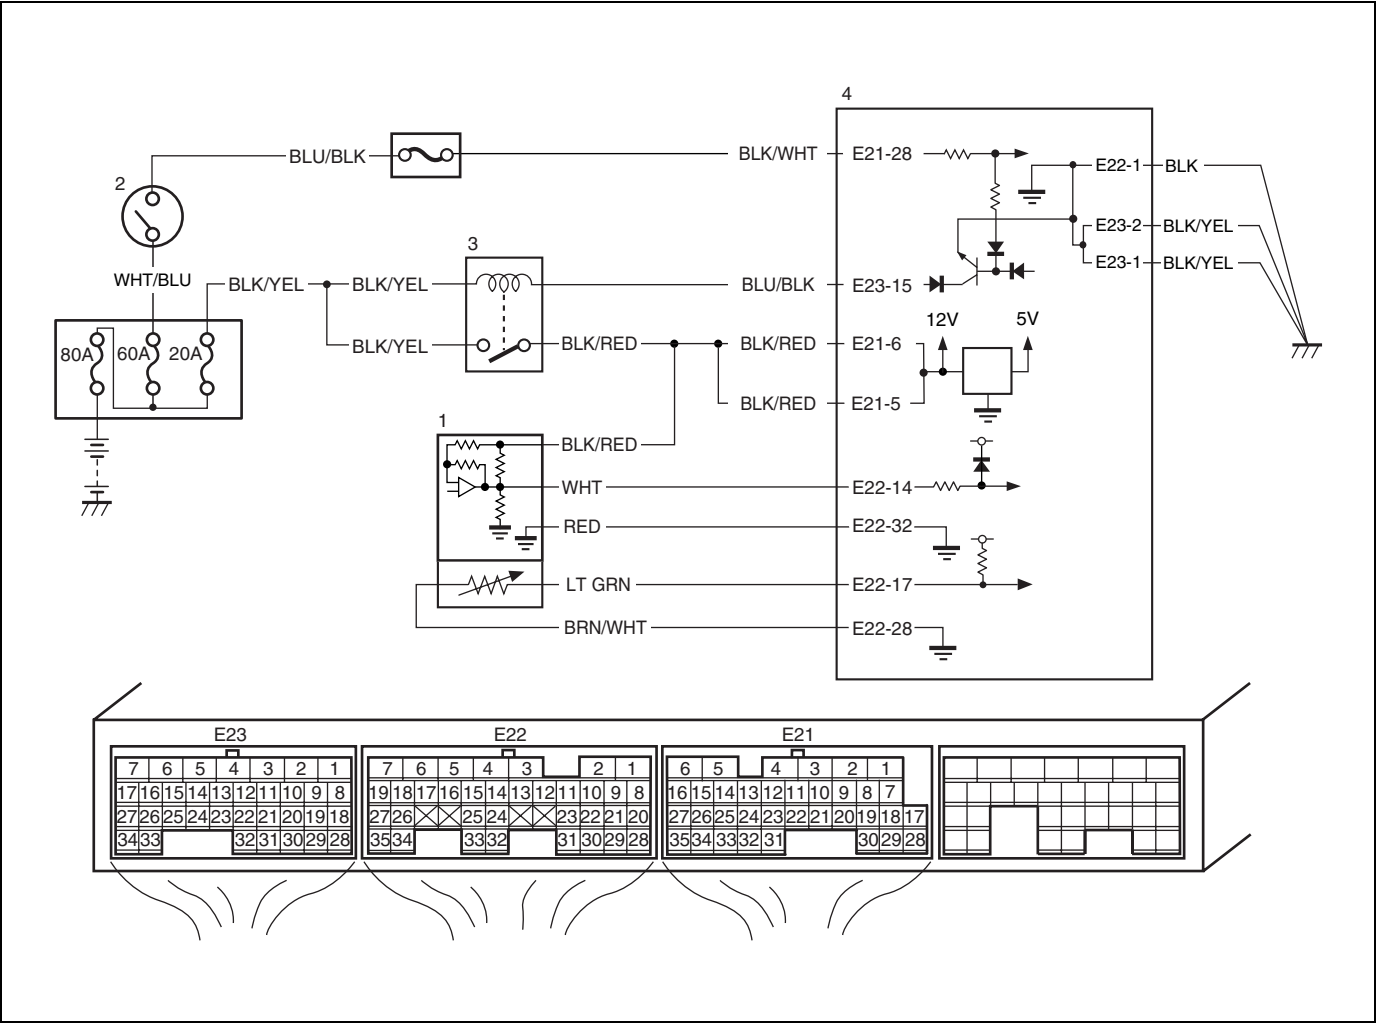 4
BLU/BLK
BLK/WHT
E21-28
E22-1
BLK
2
E23-2
BLK/YEL
3
WHT/BLU
BLK/YEL
BLK/YEL
BLU/BLK
E23-15
E23-1
BLK/YEL
12V
5V
80A
60A
20A
BLK/YEL
BLK/RED
BLK/RED
E21-6
BLK/RED
E21-5
1
BLK/RED
WHT
E22-14
RED
E22-32
LT GRN
E22-17
BRN/WHT
E22-28
E23
E22
E21
7 6 5 4 3 2 1
17 16 15 14 13 12 11 10 9 8
27 26 25 24 23 22 21 20 19 18
34 33 32 31 30 29 28
7 6 5 4 3 2 1
19 18 17 16 15 14 13 12 11 10 9 8
27 26 25 24 23 22 21 20
35 34 33 32 31 30 29 28
6 5 4 3 2 1
16 15 14 13 12 11 10 9 8 7
27 26 25 24 23 22 21 20 19 18 17
35 34 33 32 31 30 29 28